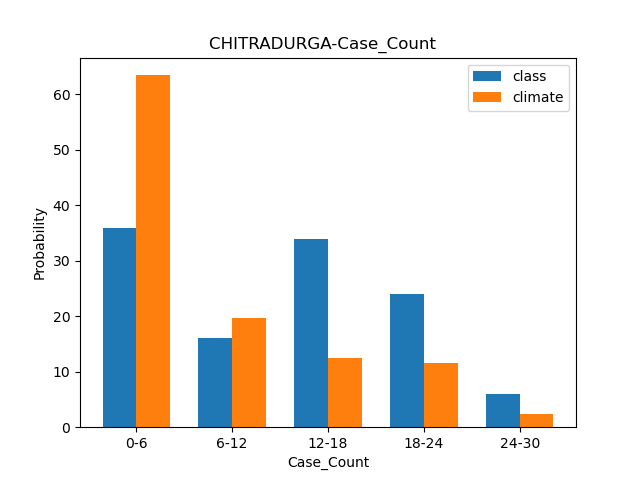 CHITRADURGA-Case_Count
class
climate
60
50
40
30
20
10
0
Probability
0-6 6-12 12-18 18-24 24-30
Case_Count